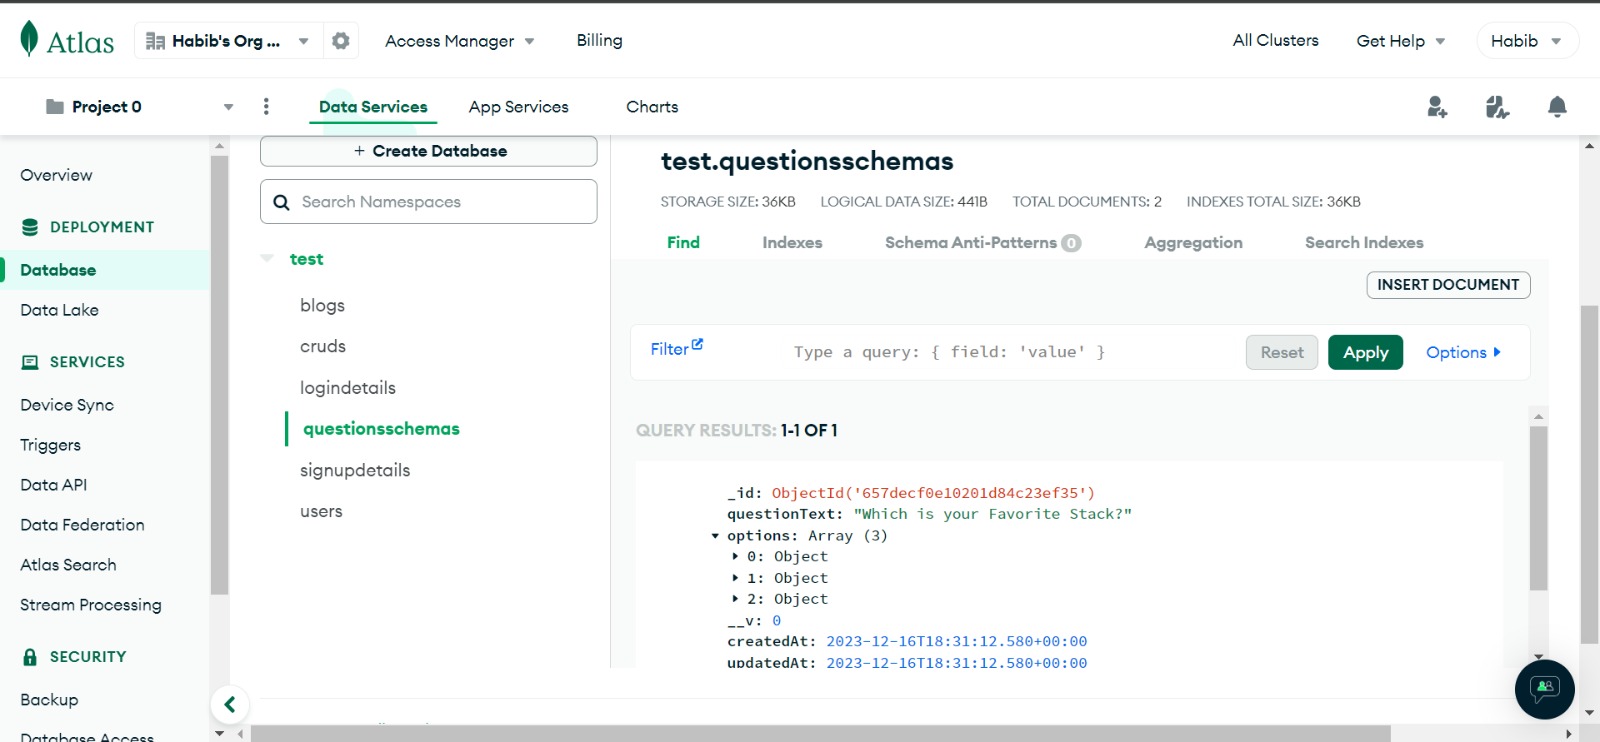 Atlas
Habib's Org ...
Access Manager
Billing
All Clusters
Get Help
Habib
Project 0
Data Services
App Services
Charts
Overview
DEPLOYMENT
Database
Data Lake
SERVICES
Device Sync
Triggers
Data API
Data Federation
Atlas Search
Stream Processing
SECURITY
Backup
Database Access
+ Create Database
Search Namespaces
test
blogs
cruds
logindetails
questionsschemas
signupdetails
users
test.questionsschemas
STORAGE SIZE: 36KB LOGICAL DATA SIZE: 441B TOTAL DOCUMENTS: 2 INDEXES TOTAL SIZE: 36KB
Find Indexes Schema Anti-Patterns 0 Aggregation Search Indexes
INSERT DOCUMENT
Filter
Type a query: { field: 'value' }
Reset
Apply
Options
QUERY RESULTS: 1-1 OF 1
_id: ObjectId('657decf0e10201d84c23ef35')
questionText: "Which is your Favorite Stack?"
options: Array (3)
0: Object
1: Object
2: Object
__v: 0
createdAt: 2023-12-16T18:31:12.580+00:00
updatedAt: 2023-12-16T18:31:12.580+00:00